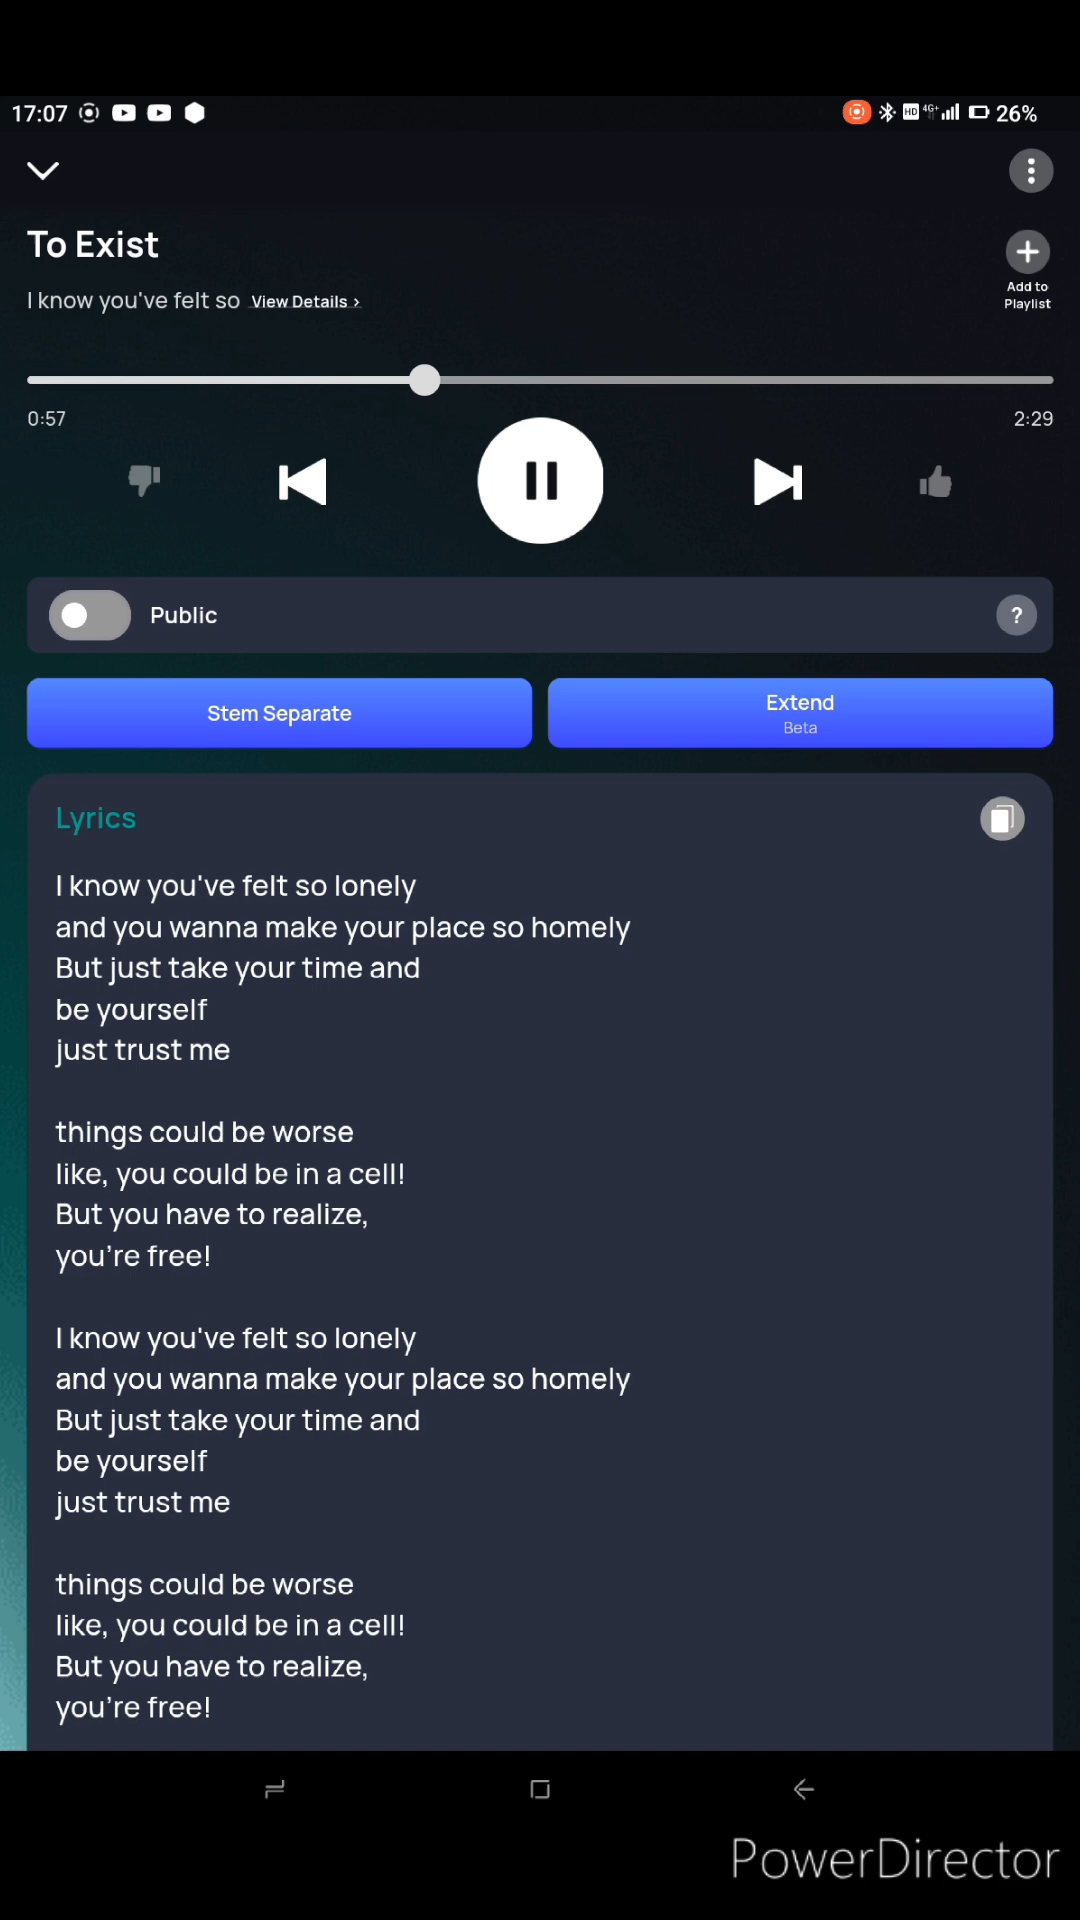 17:07
HD 4G+ 26%
To Exist
I know you've felt so View Details >
Add to
Playlist
0:57
2:29
Public
?
Stem Separate
Extend
Beta
Lyrics
I know you've felt so lonely
and you wanna make your place so homely
But just take your time and
be yourself
just trust me
things could be worse
like, you could be in a cell!
But you have to realize,
you're free!
I know you've felt so lonely
and you wanna make your place so homely
But just take your time and
be yourself
just trust me
things could be worse
like, you could be in a cell!
But you have to realize,
you're free!
PowerDirector